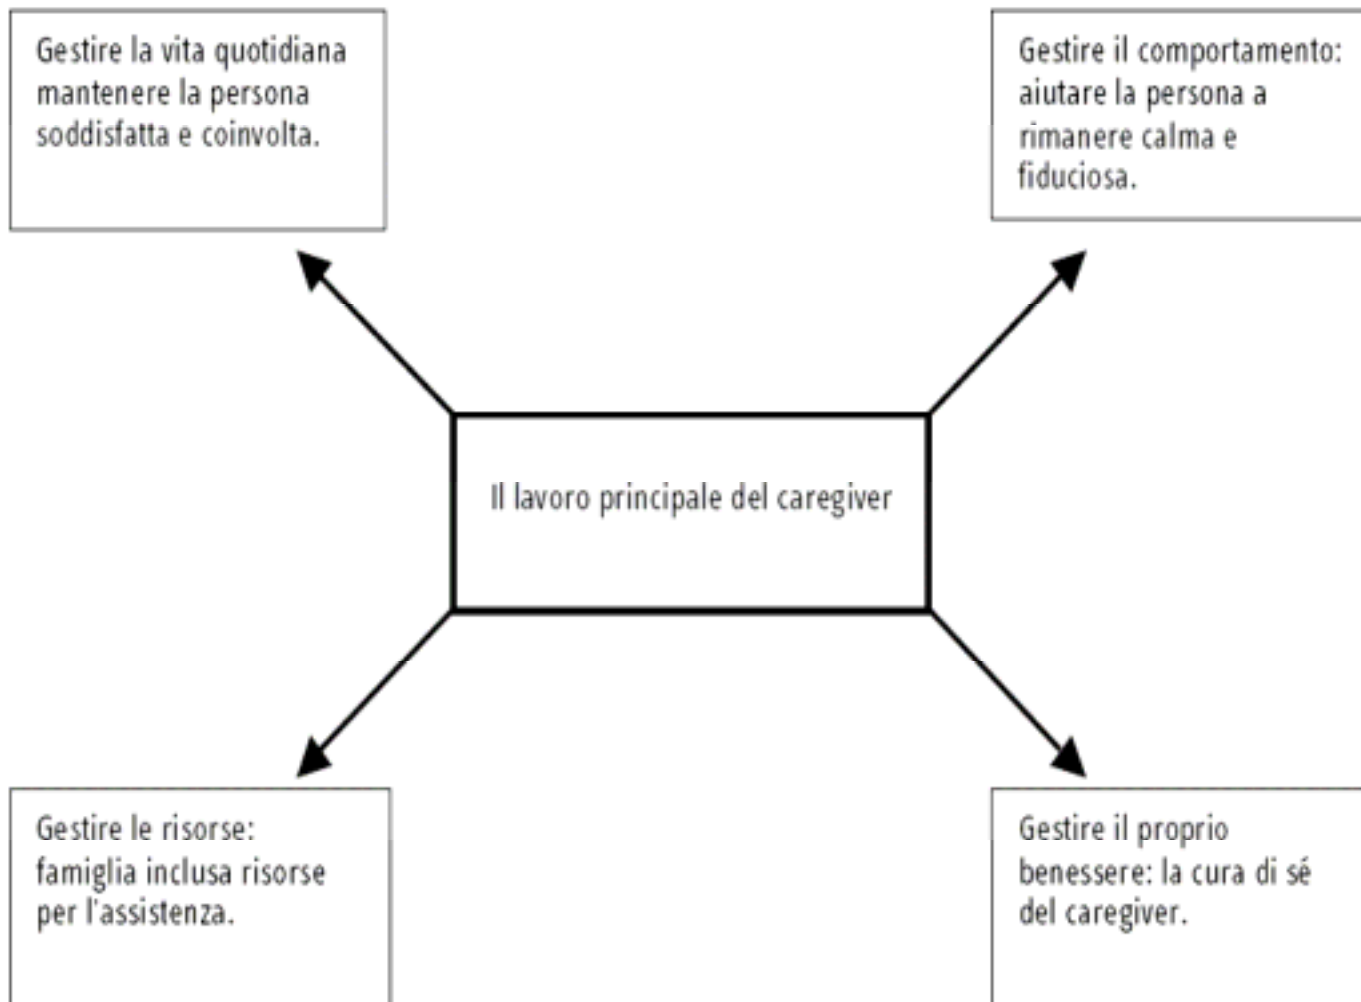 Gestire la vita quotidiana
mantenere la persona
soddisfatta e coinvolta.
Gestire il comportamento:
aiutare la persona a
rimanere calma e
fiduciosa.
Il lavoro principale del caregiver
Gestire le risorse:
famiglia inclusa risorse
per l'assistenza.
Gestire il proprio
benessere: la cura di sé
del caregiver.